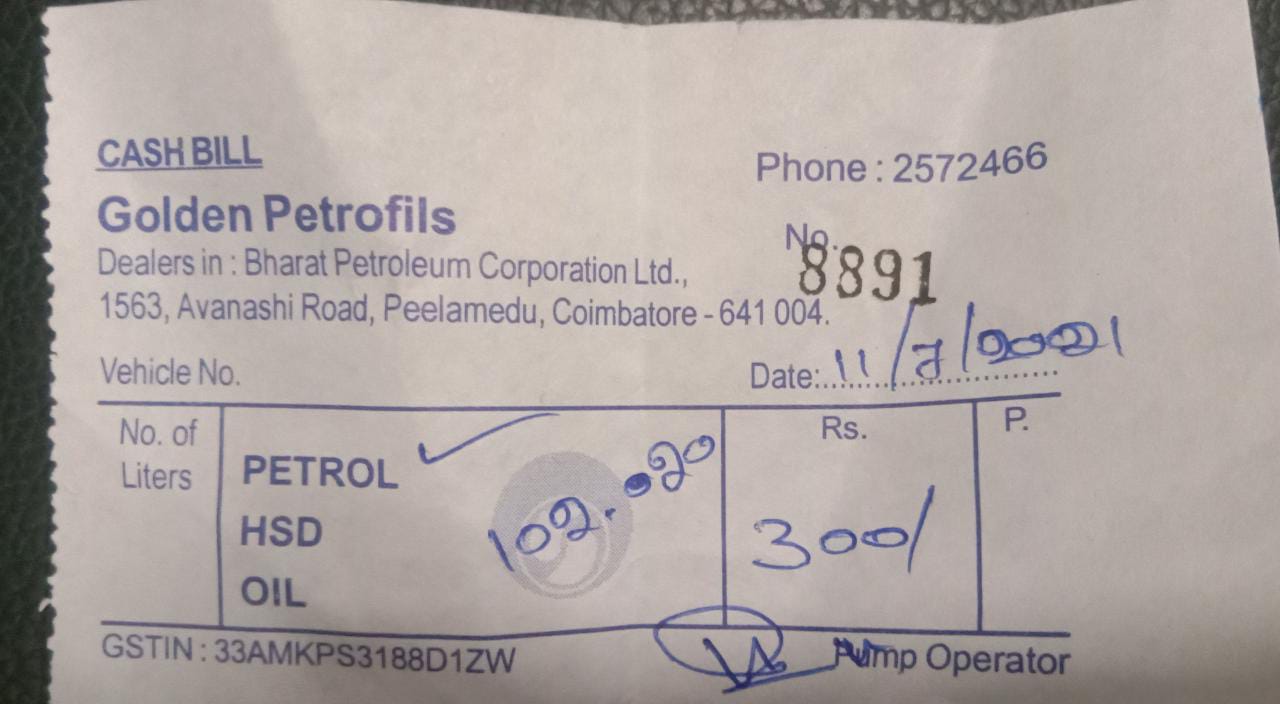 CASH BILL
Phone : 2572466
Golden Petrofils
No. 8891
Dealers in : Bharat Petroleum Corporation Ltd.,
1563, Avanashi Road, Peelamedu, Coimbatore - 641 004.
Vehicle No.
Date: 11/7/2021
No. of
Liters
PETROL
HSD
OIL
102.20
Rs.
300/
P.
GSTIN : 33AMKPS3188D1ZW
Pump Operator